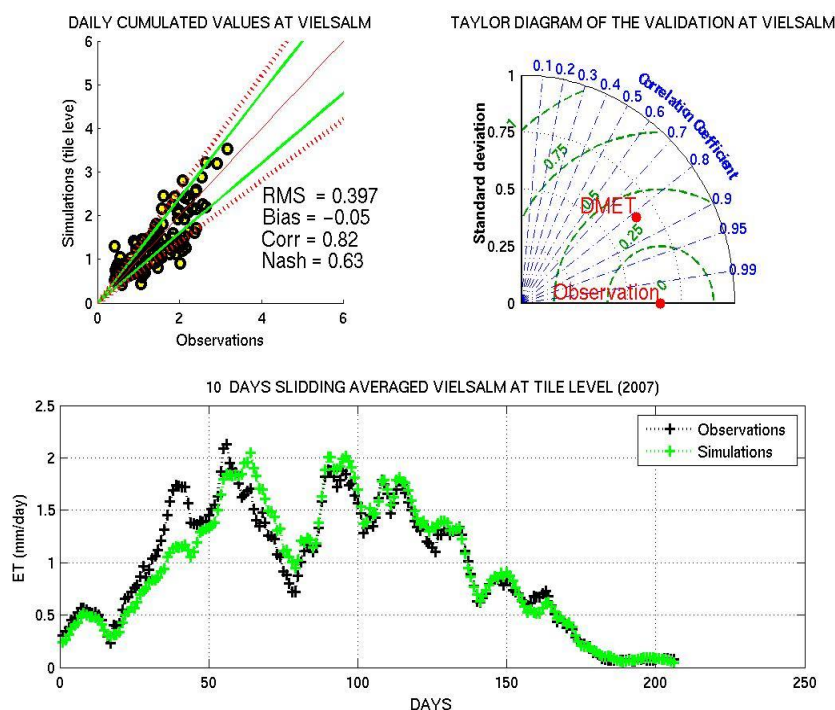 DAILY CUMULATED VALUES AT VIELSALM
6
5
4
3
2
1
0
Simulations (tile leve)
RMS = 0.397
Bias = −0.05
Corr = 0.82
Nash = 0.63
0 2 4 6
Observations
TAYLOR DIAGRAM OF THE VALIDATION AT VIELSALM
1
0.75
0.5
0.25
0
Standard deviation
0.1 0.2 0.3 0.4 0.5 0.6 0.7 0.8 0.9 0.95 0.99
Correlation Coefficient
1
0.75
0.5
0.25
0
DMET
Observation
10 DAYS SLIDDING AVERAGED VIELSALM AT TILE LEVEL (2007)
2.5
2
1.5
1
0.5
0
ET (mm/day)
Observations
Simulations
0 50 100 150 200 250
DAYS